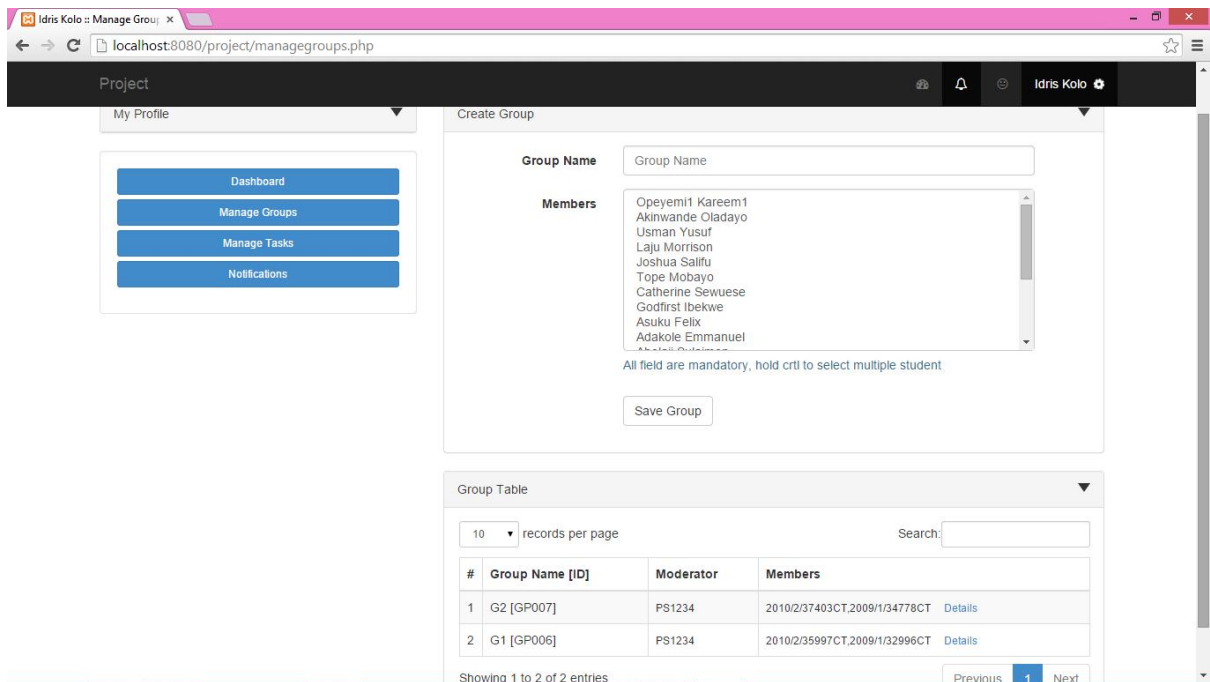 Idris Kolo :: Manage Grou
localhost:8080/project/managegroups.php
Project
Idris Kolo
My Profile
Dashboard
Manage Groups
Manage Tasks
Notifications
Create Group
Group Name
Group Name
Members
Opeyemi1 Kareem1
Akinwande Oladayo
Usman Yusuf
Laju Morrison
Joshua Salifu
Tope Mobayo
Catherine Sewuese
Godfirst Ibekwe
Asuku Felix
Adakole Emmanuel
All field are mandatory, hold crtl to select multiple student
Save Group
Group Table
10 records per page
Search:
# Group Name [ID] Moderator Members
1 G2 [GP007] PS1234 2010/2/37403CT,2009/1/34778CT Details
2 G1 [GP006] PS1234 2010/2/35997CT,2009/1/32996CT Details
Showing 1 to 2 of 2 entries
Previous 1 Next